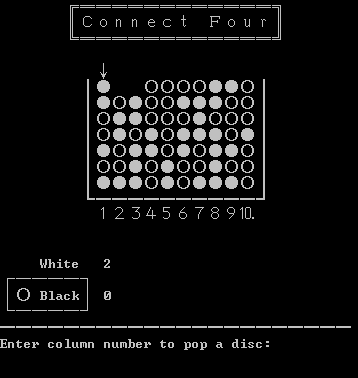 Connect Four
1 2 3 4 5 6 7 8 9 10.
White 2
Black 0
Enter column number to pop a disc: